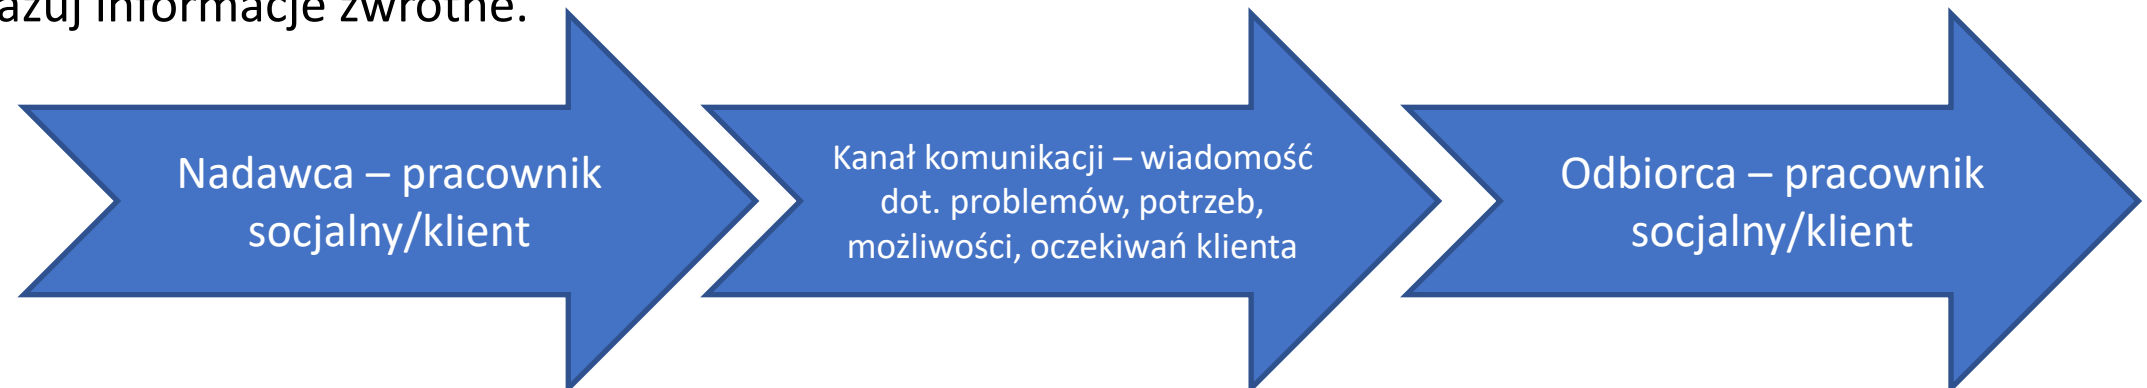 azuj informacje zwrotne.
Nadawca – pracownik
socjalny/klient
Kanał komunikacji – wiadomość
dot. problemów, potrzeb,
możliwości, oczekiwań klienta
Odbiorca – pracownik
socjalny/klient